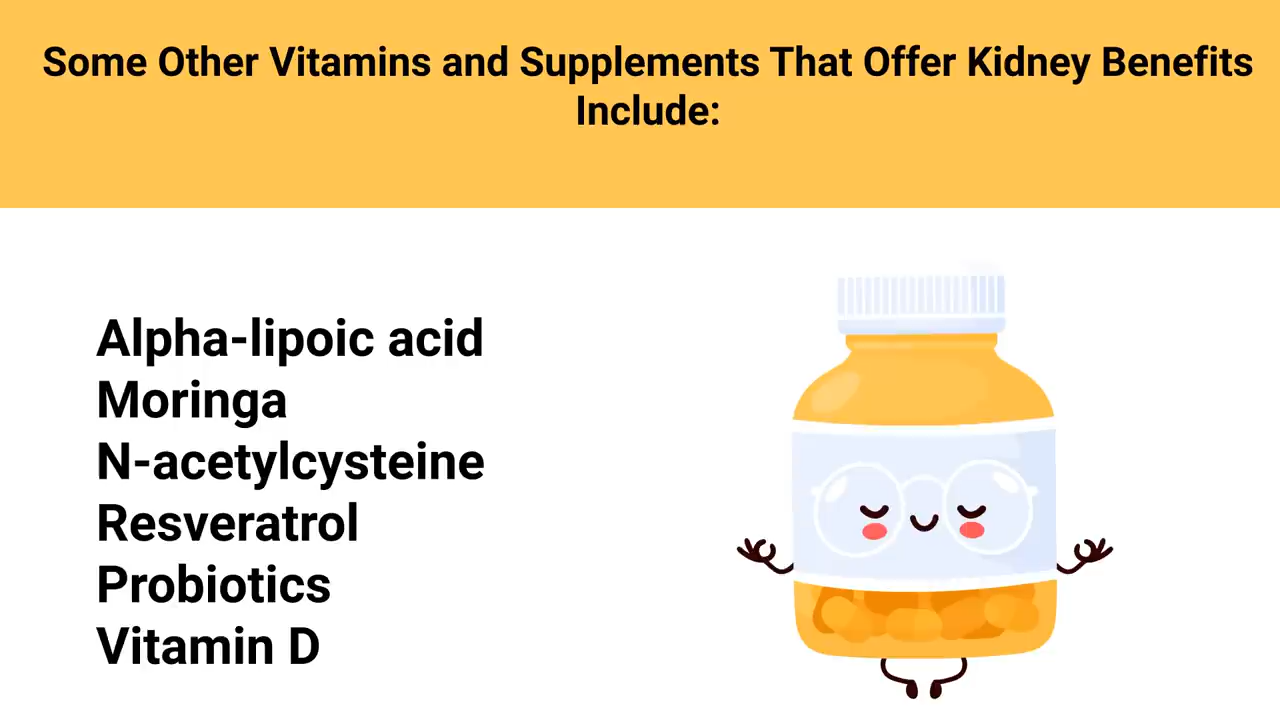 Some Other Vitamins and Supplements That Offer Kidney Benefits
Include:
Alpha-lipoic acid
Moringa
N-acetylcysteine
Resveratrol
Probiotics
Vitamin D